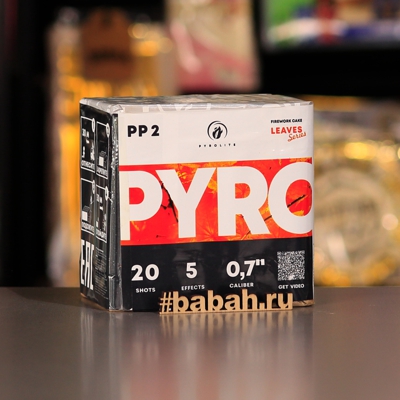 PP 2
PYROLITE
FIREWORK CAKE
LEAVES
Series
PYRO
20
SHOTS
5
EFFECTS
0,7"
CALIBER
GET VIDEO
EAC
#babah.ru